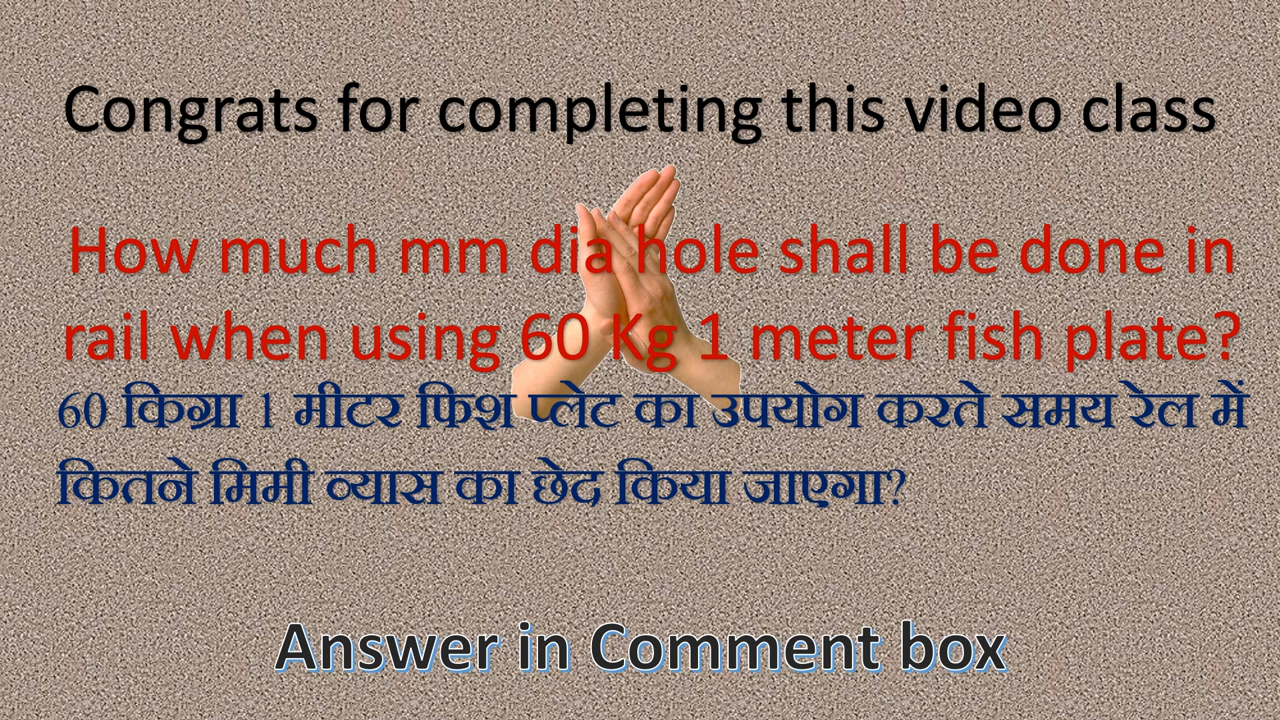 Congrats for completing this video class
How much mm dia hole shall be done in
rail when using 60 Kg 1 meter fish plate?
60 किग्रा 1 मीटर फिश प्लेट का उपयोग करते समय रेल में
कितने मिमी व्यास का छेद किया जाएगा?
Answer in Comment box